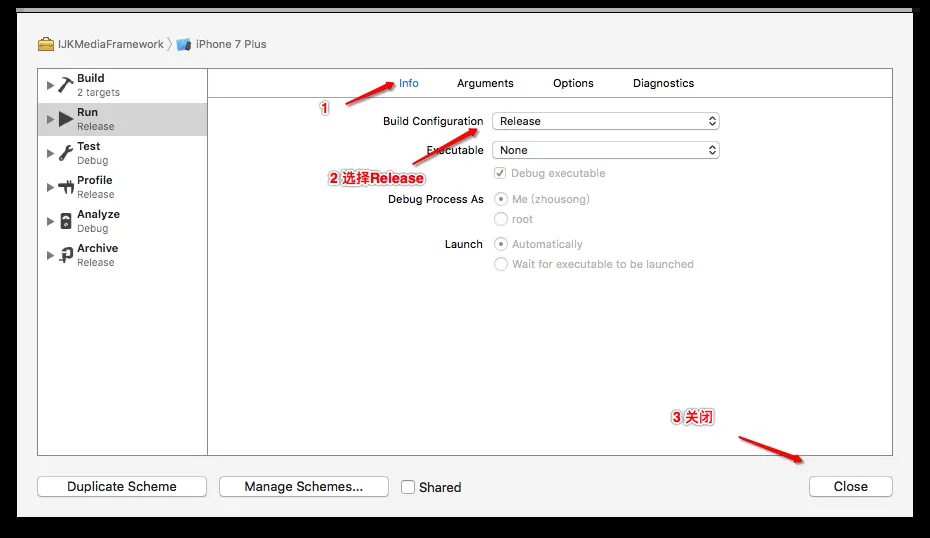 IJKMediaFramework iPhone 7 Plus
Build
2 targets
Run
Release
Test
Debug
Profile
Release
Analyze
Debug
Archive
Release
Info Arguments Options Diagnostics
1
Build Configuration Release
Executable None
2 选择Release
Debug executable
Debug Process As Me (zhousong)
root
Launch Automatically
Wait for executable to be launched
3 关闭
Duplicate Scheme Manage Schemes... Shared Close